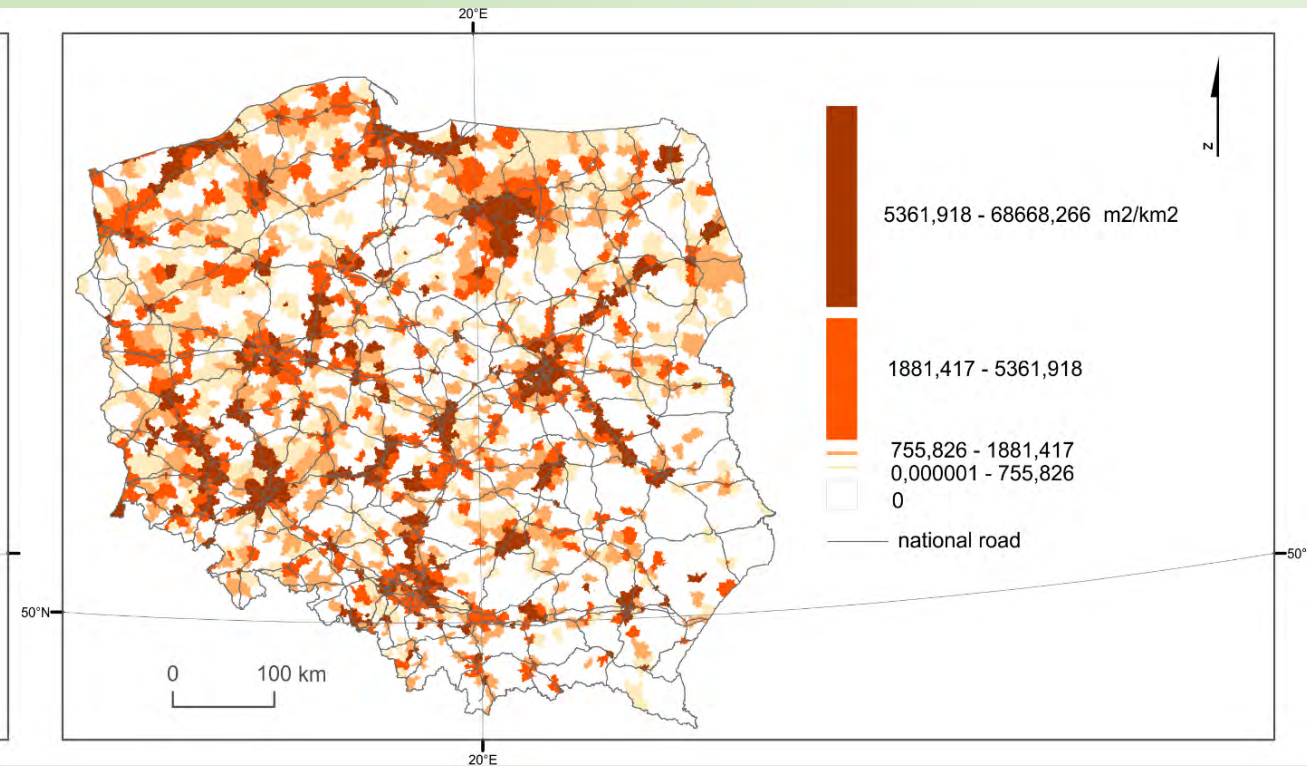 20°E
N
5361,918 - 68668,266 m2/km2
1881,417 - 5361,918
755,826 - 1881,417
0,000001 - 755,826
0
national road
50°
50°N
0 100 km
20°E